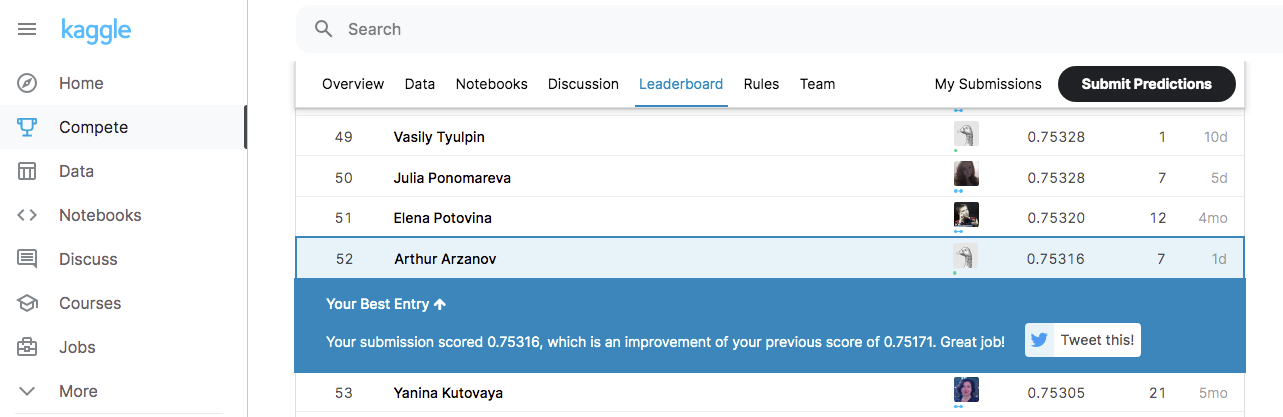 kaggle
Search
Home
Compete
Data
Notebooks
Discuss
Courses
Jobs
More
Overview Data Notebooks Discussion Leaderboard Rules Team My Submissions Submit Predictions
49 Vasily Tyulpin 0.75328 1 10d
50 Julia Ponomareva 0.75328 7 5d
51 Elena Potovina 0.75320 12 4mo
52 Arthur Arzanov 0.75316 7 1d
Your Best Entry ↑
Your submission scored 0.75316, which is an improvement of your previous score of 0.75171. Great job! Tweet this!
53 Yanina Kutovaya 0.75305 21 5mo